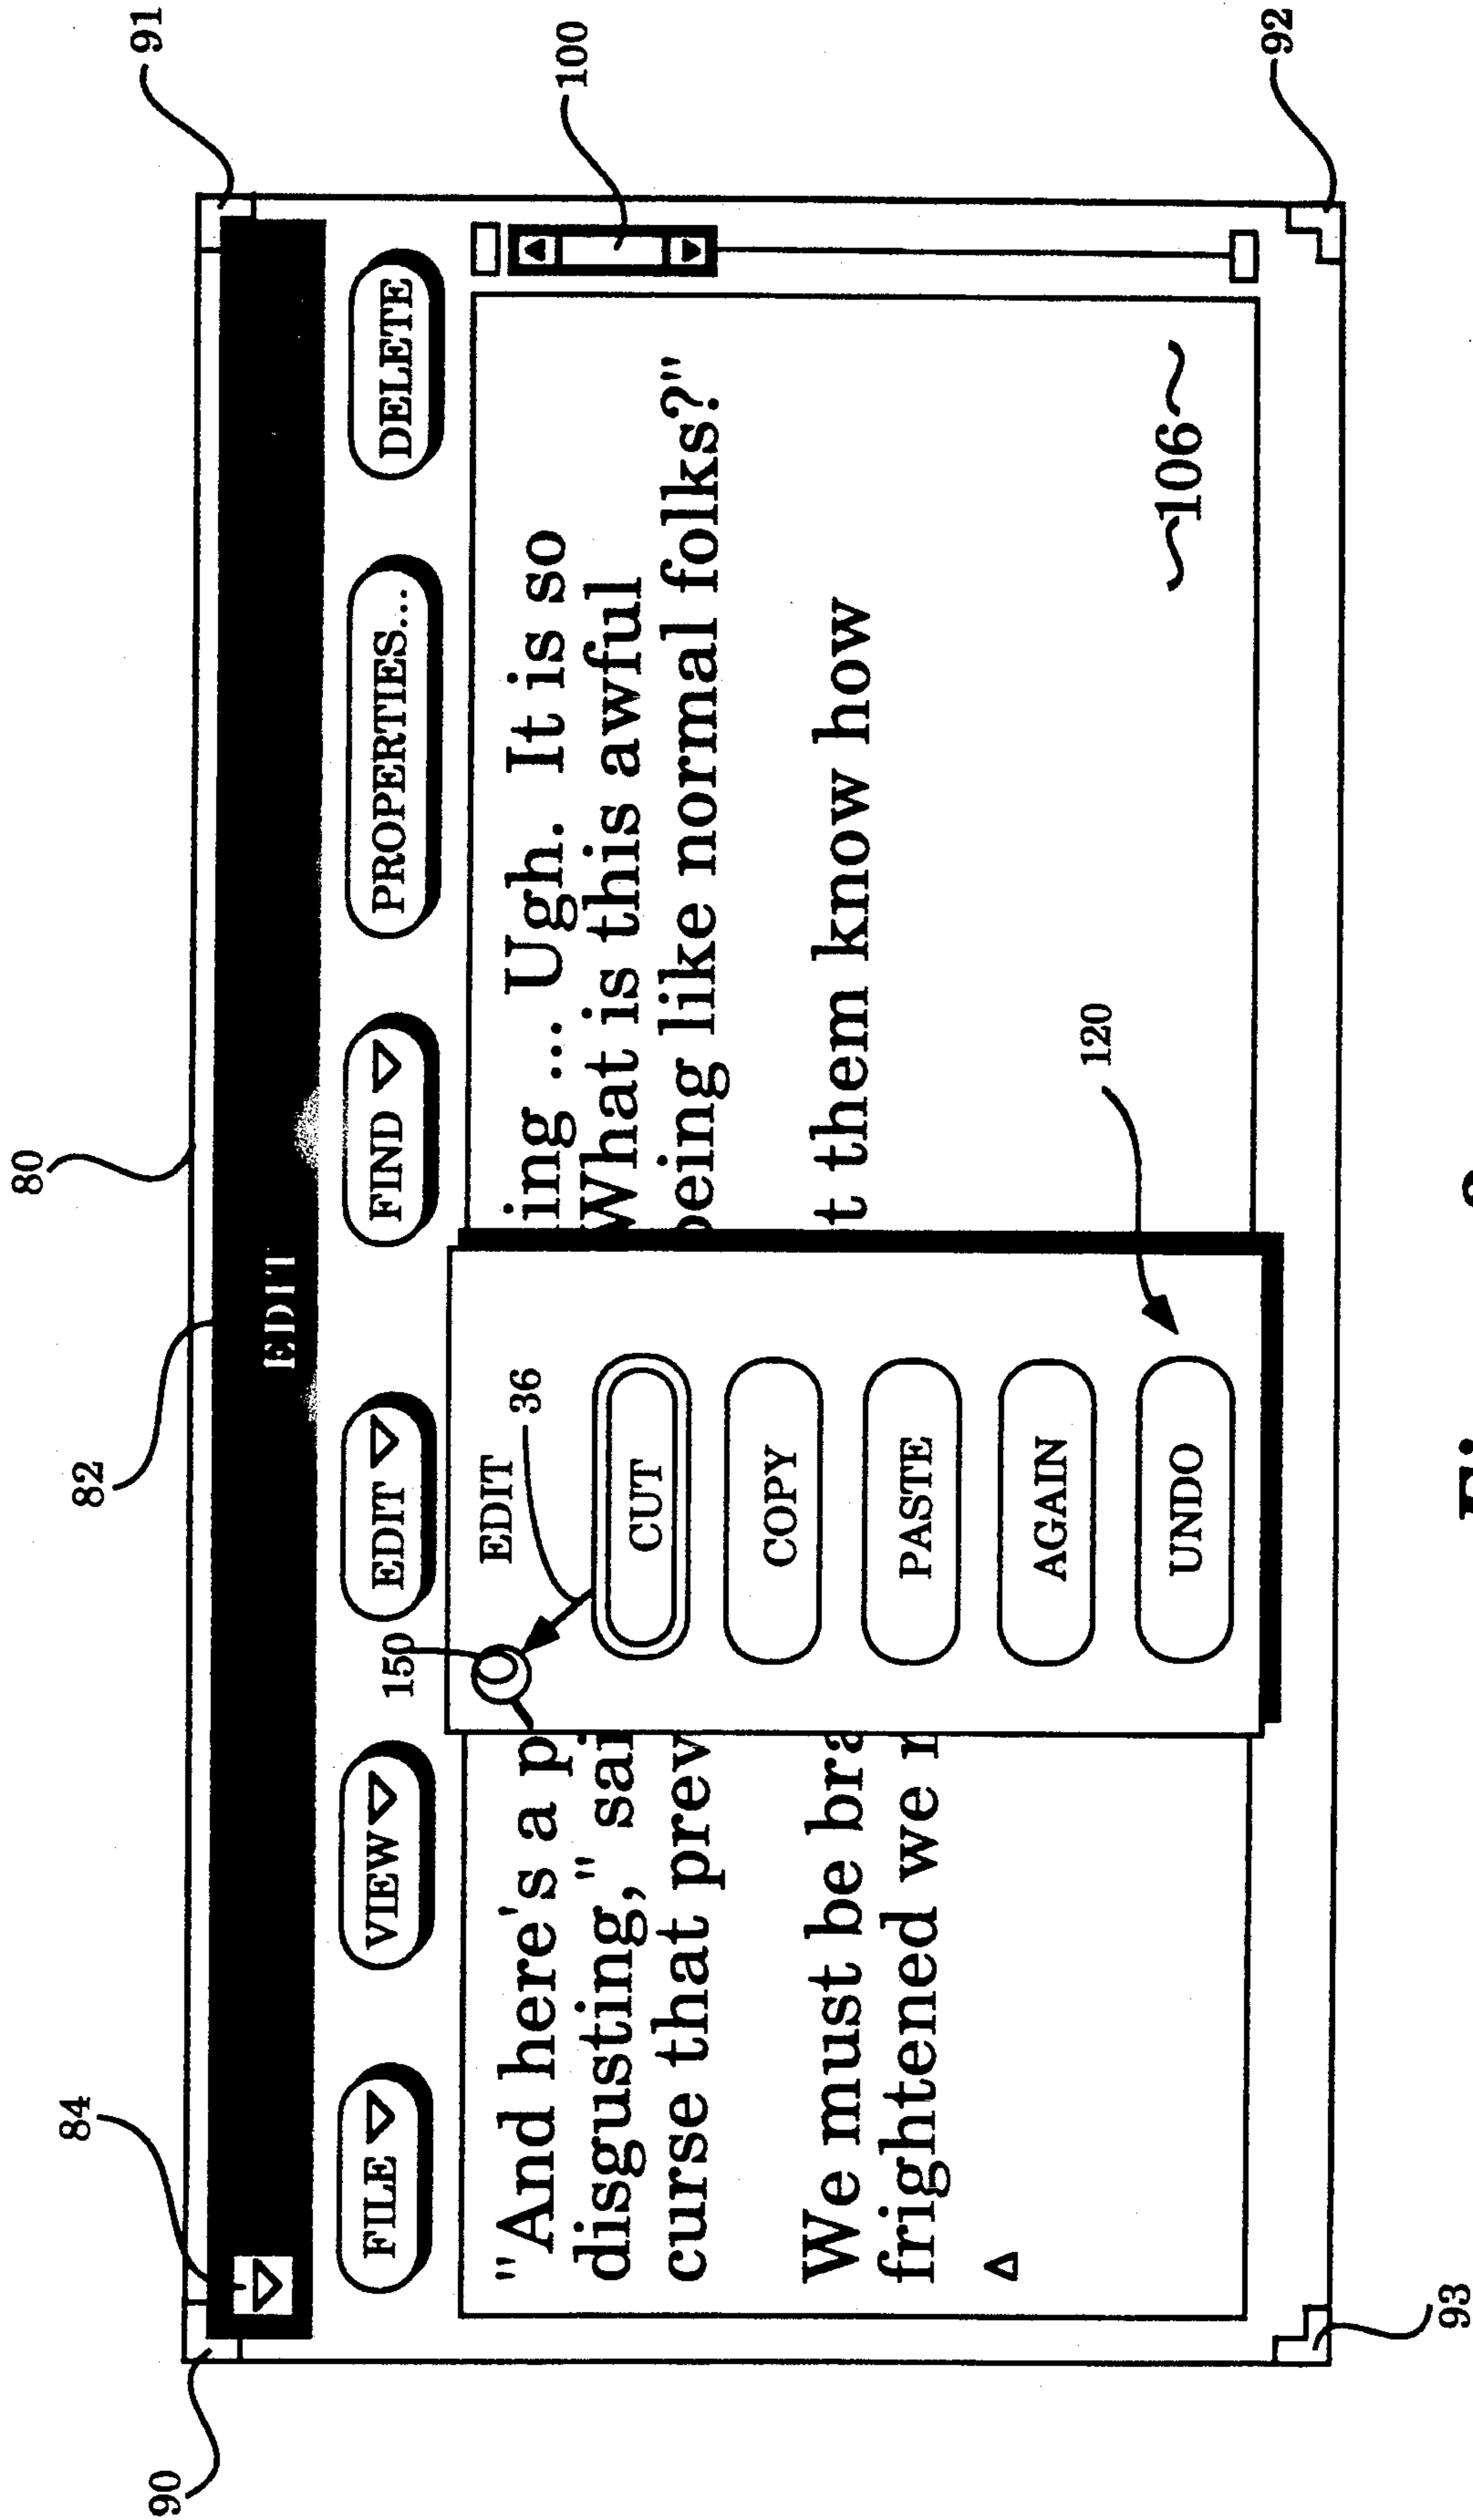 80
82
84
90
91
EDIT
FILE VIEW EDIT FIND PROPERTIES... DELETE
150
100
EDIT
36
CUT
COPY
PASTE
AGAIN
UNDO
120
"And here's a p
disgusting," sai
curse that prev
We must be bra
frightened we
ing ... Ugh. It is so
What is this awful
being like normal folks?"
t them know how
106
93
92